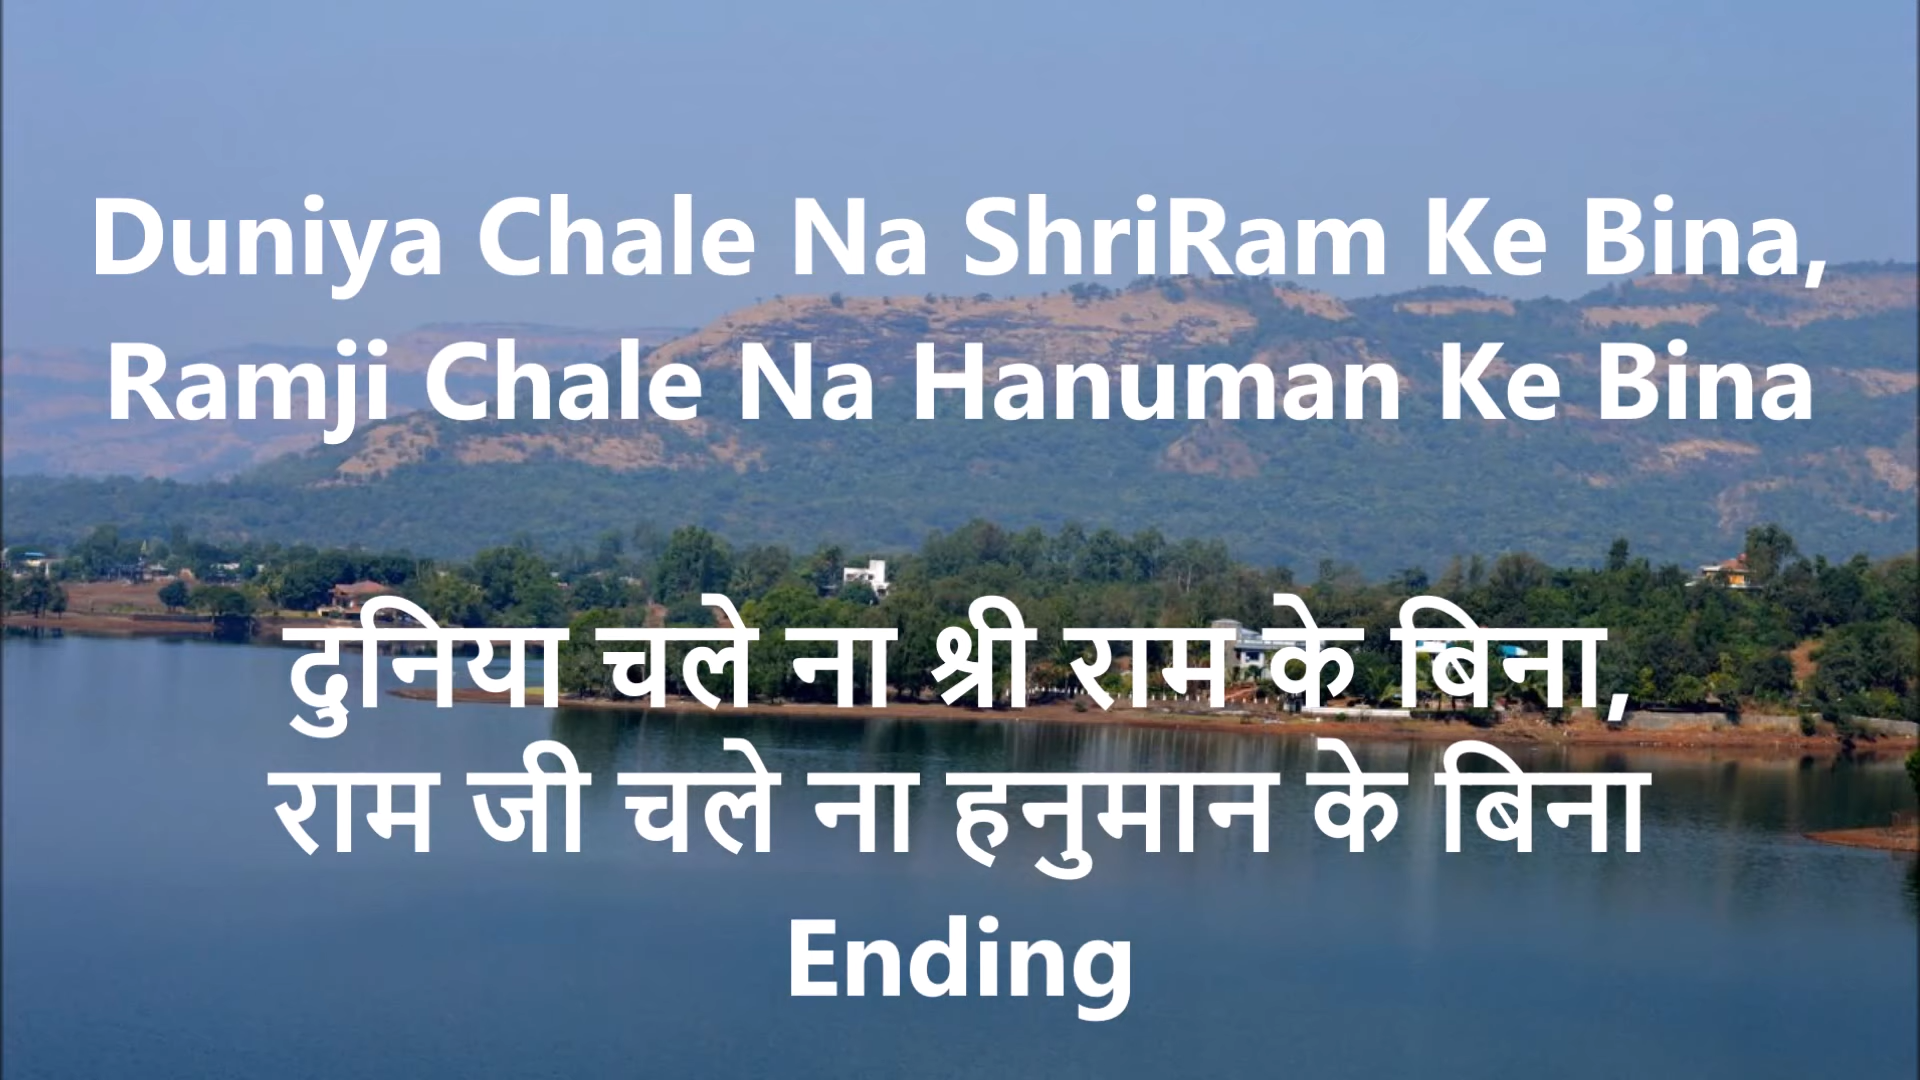 Duniya Chale Na ShriRam Ke Bina,
Ramji Chale Na Hanuman Ke Bina
दुनिया चले ना श्री राम के बिना,
राम जी चले ना हनुमान के बिना
Ending